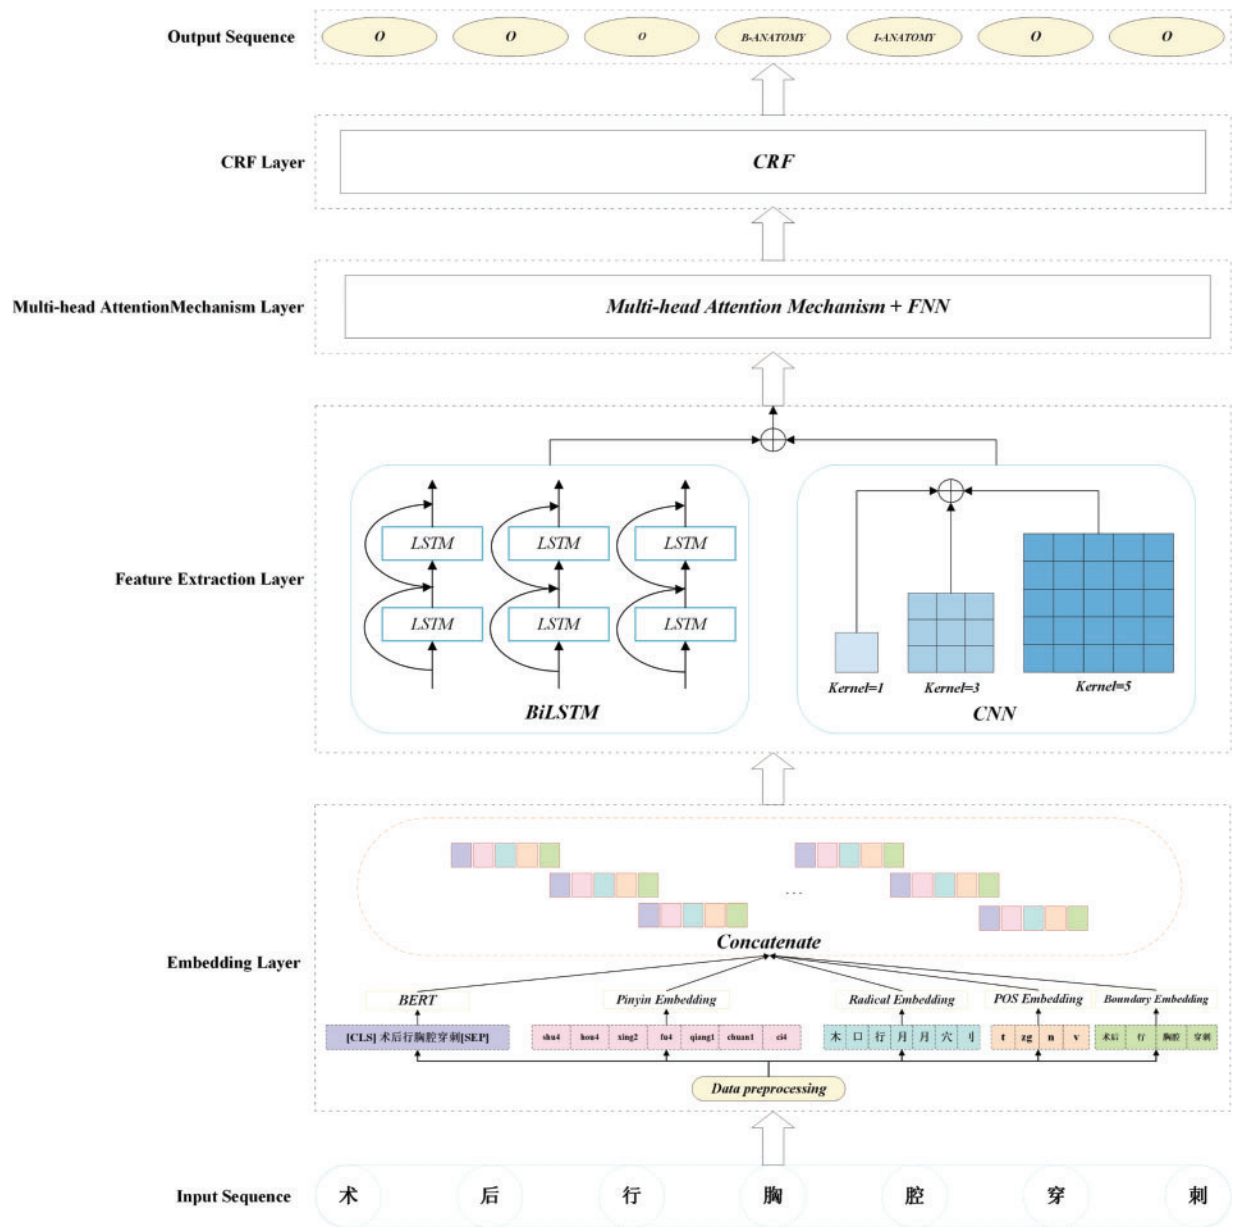 Output Sequence
O O O B-ANATOMY I-ANATOMY O O
CRF Layer
CRF
Multi-head AttentionMechanism Layer
Multi-head Attention Mechanism + FNN
Feature Extraction Layer
LSTM LSTM LSTM
LSTM LSTM LSTM
BiLSTM
Kernel=1 Kernel=3 Kernel=5
CNN
...
Concatenate
Embedding Layer
BERT Pinyin Embedding Radical Embedding POS Embedding Boundary Embedding
[CLS] 术后行胸腔穿刺[SEP] shu4 hou4 xing2 fu4 qiang1 chuan1 ci4 木 口 行 月 月 穴 刂 t zg n v 术后 行 胸腔 穿刺
Data preprocessing
Input Sequence
术 后 行 胸 腔 穿 刺